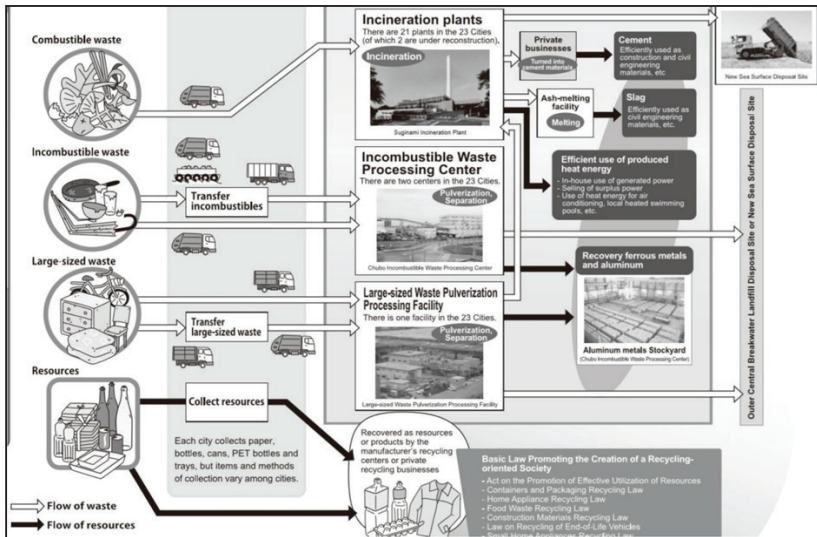 Combustible waste
Incombustible waste
Large-sized waste
Resources
Transfer
incombustibles
Transfer
large-sized waste
Collect resources
Each city collects paper,
bottles, cans, PET bottles and
trays, but items and methods
of collection vary among cities.
Flow of waste
Flow of resources
Incineration plants
There are 21 plants in the 23 Cities
(of which 2 are under reconstruction),
Incineration
Suginami Incineration Plant
Incombustible Waste
Processing Center
There are two centers in the 23 Cities.
Pulverization,
Separation
Chubo Incombustible Waste Processing Center
Large-sized Waste Pulverization
Processing Facility
There is one facility in the 23 Cities.
Pulverization,
Separation
Large-sized Waste Pulverization Processing Facility
Private
businesses
Turned into
cement materials
Cement
Efficiently used as
construction and civil
engineering
materials, etc
Ash-melting
facility
Melting
Slag
Efficiently used as
civil engineering
materials, etc.
Efficient use of produced
heat energy
- In-house use of generated power
- Selling of surplus power
- Use of heat energy for air
conditioning, local heated swimming
pools, etc.
Recovery ferrous metals
and aluminum
Aluminum metals Stockyard
(Chubu Incombustible Waste Processing Center)
New Sea Surface Disposal Site
Outer Central Breakwater Landfill Disposal Site or New Sea Surface Disposal Site
Recovered as resources
or products by the
manufacturer's recycling
centers or private
recycling businesses
Basic Law Promoting the Creation of a Recycling-
oriented Society
- Act on the Promotion of Effective Utilization of Resources
- Containers and Packaging Recycling Law
- Home Appliance Recycling Law
- Food Waste Recycling Law
- Construction Materials Recycling Law
- Law on Recycling of End-of-Life Vehicles
- Small Home Appliances Recycling Law